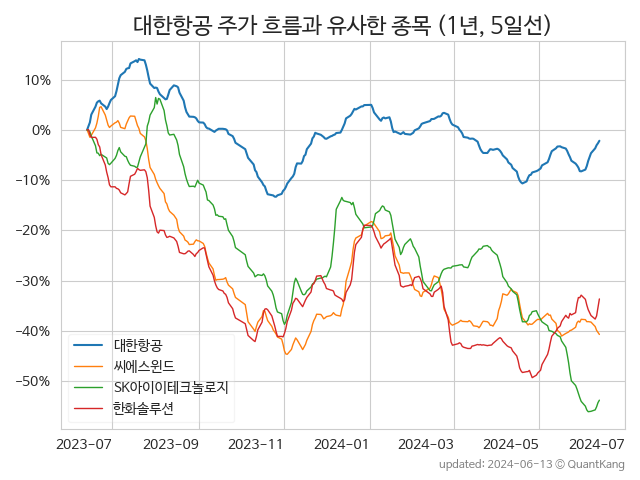 대한항공 주가 흐름과 유사한 종목 (1년, 5일선)
10%
0%
−10%
−20%
−30%
−40%
−50%
대한항공
씨에스윈드
SK아이이테크놀로지
한화솔루션
2023-07 2023-09 2023-11 2024-01 2024-03 2024-05 2024-07
updated: 2024-06-13 © QuantKang